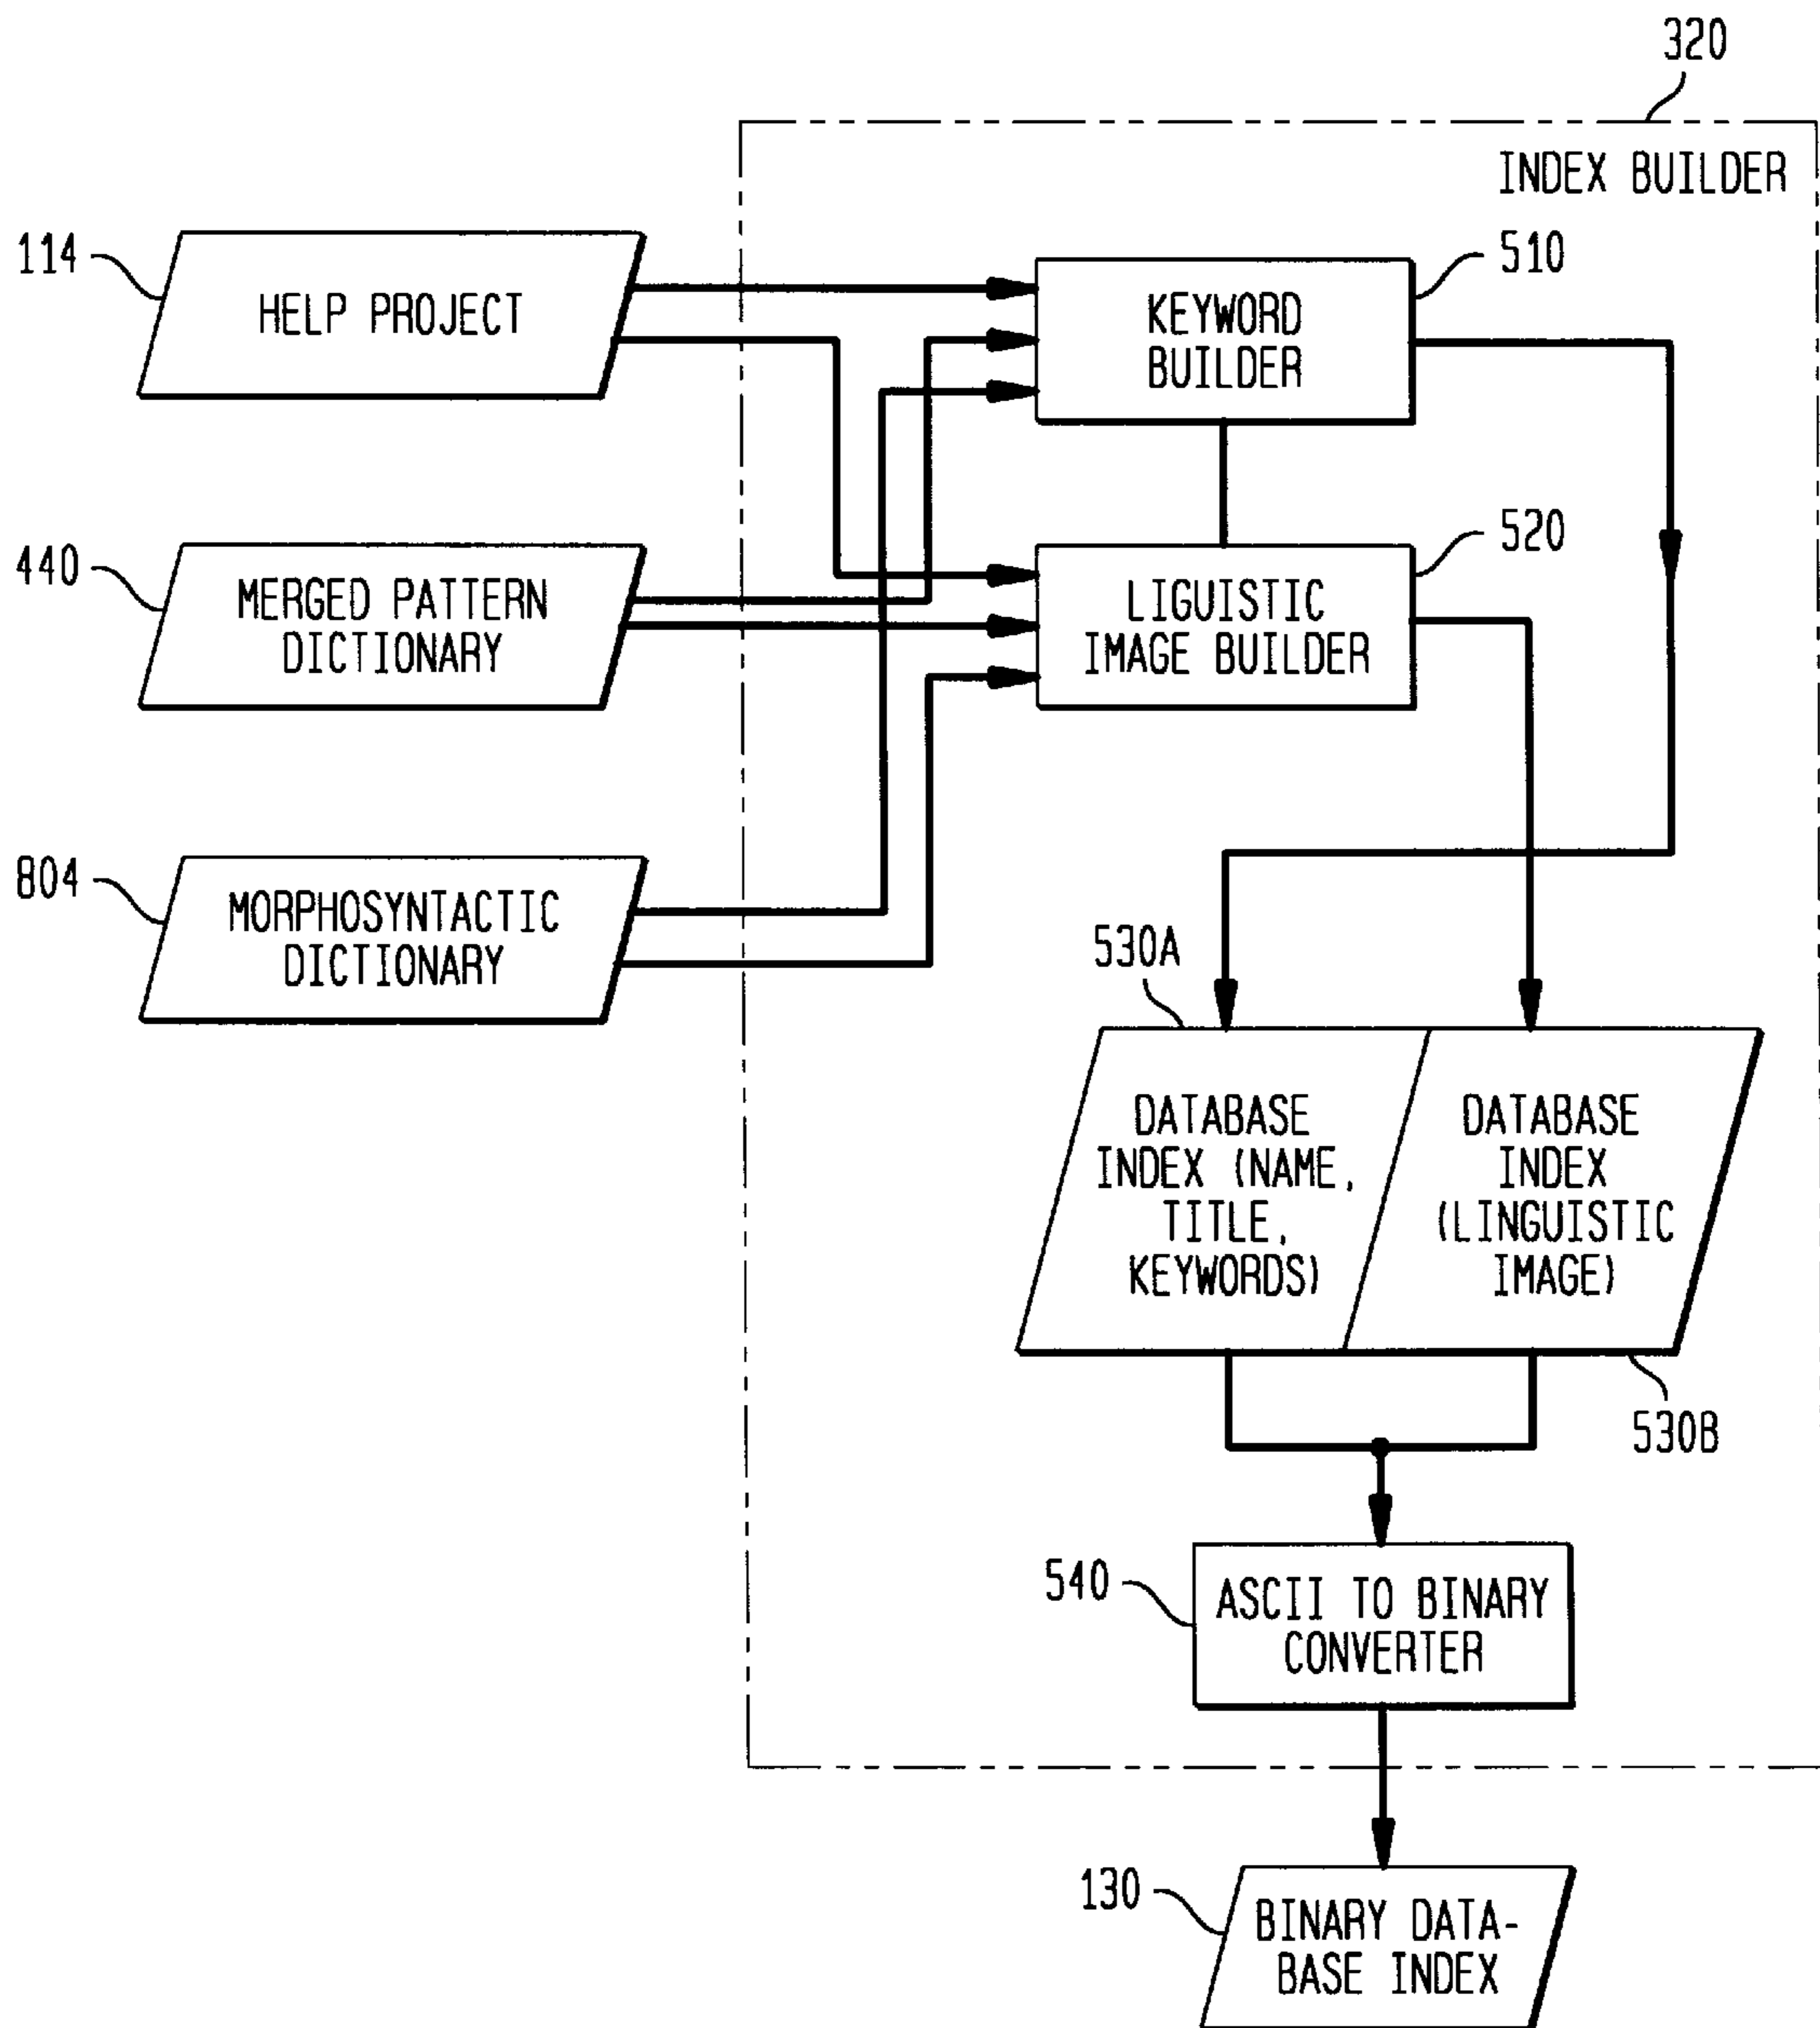 320
INDEX BUILDER
114
HELP PROJECT
510
KEYWORD
BUILDER
440
MERGED PATTERN
DICTIONARY
520
LIGUISTIC
IMAGE BUILDER
804
MORPHOSYNTACTIC
DICTIONARY
530A
DATABASE
INDEX (NAME,
TITLE,
KEYWORDS)
DATABASE
INDEX
(LINGUISTIC
IMAGE)
530B
540
ASCII TO BINARY
CONVERTER
130
BINARY DATA-
BASE INDEX